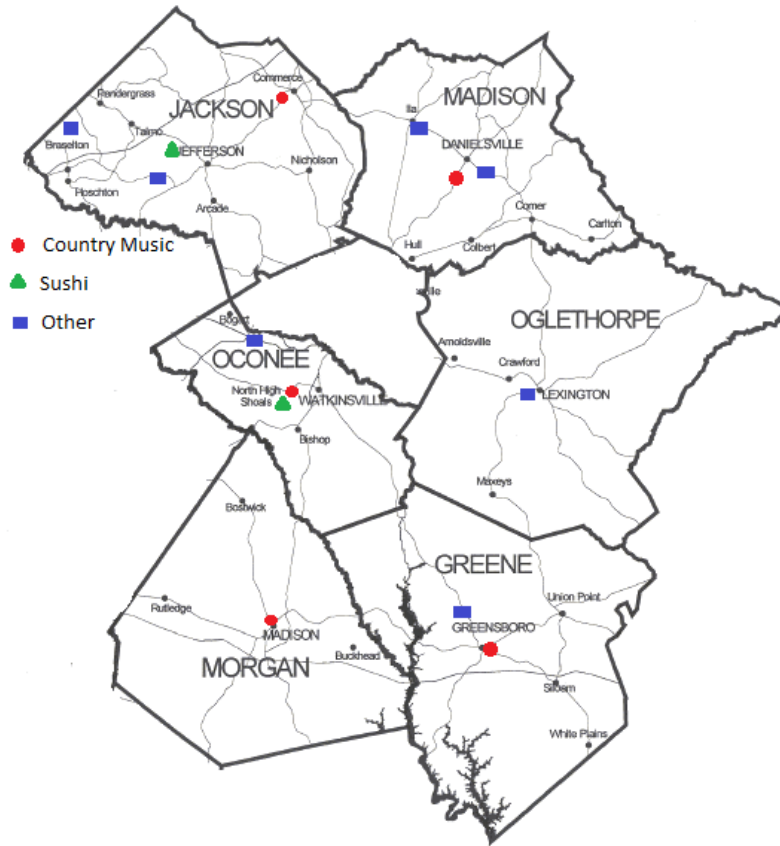 Commerce
Pendergrass
JACKSON
MADISON
Ila
Talmo
Braselton
JEFFERSON
DANIELSVILLE
Nicholson
Hoschton
Arcade
Comer
Carlton
Hull
Colbert
Country Music
Sushi
Other
ville
Bogart
OGLETHORPE
OCONEE
Arnoldsville
Crawford
North High
Shoals
WATKINSVILLE
LEXINGTON
Bishop
Maxeys
Bostwick
GREENE
Rutledge
Union Point
MADISON
GREENSBORO
MORGAN
Buckhead
Siloam
White Plains